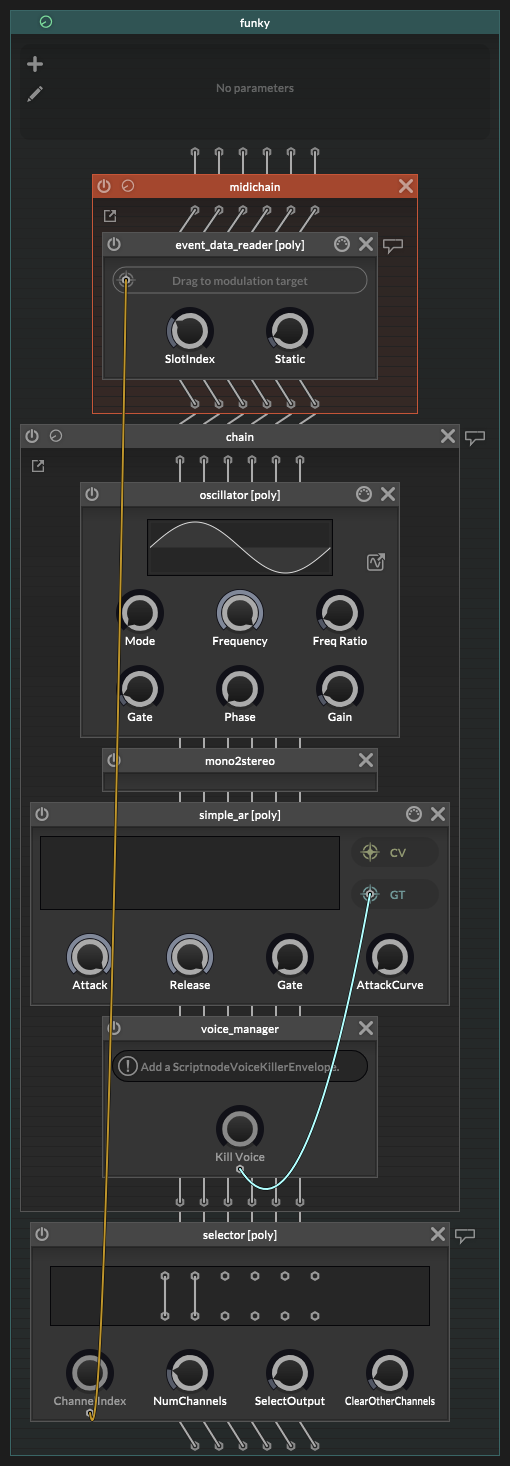 funky
No parameters
midichain
event_data_reader [poly]
Drag to modulation target
SlotIndex
Static
chain
oscillator [poly]
Mode
Frequency
Freq Ratio
Gate
Phase
Gain
mono2stereo
simple_ar [poly]
CV
GT
Attack
Release
Gate
AttackCurve
voice_manager
Add a ScriptnodeVoiceKillerEnvelope.
Kill Voice
selector [poly]
ChannelIndex
NumChannels
SelectOutput
ClearOtherChannels